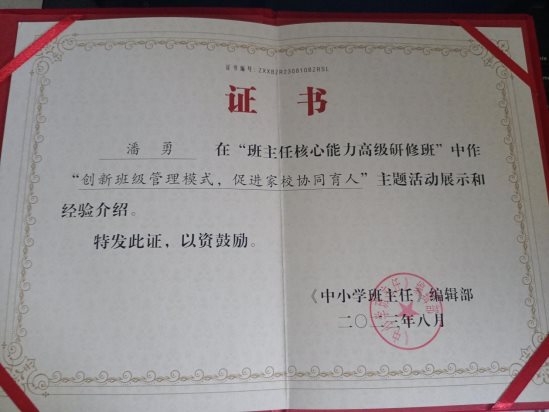 证书编号:ZXXBZR23081082RSL
证书
潘勇 在“班主任核心能力高级研修班”中作
“创新班级管理模式，促进家校协同育人”主题活动展示和
经验介绍。
特发此证，以资鼓励。
《中小学班主任》编辑部
二〇二三年八月